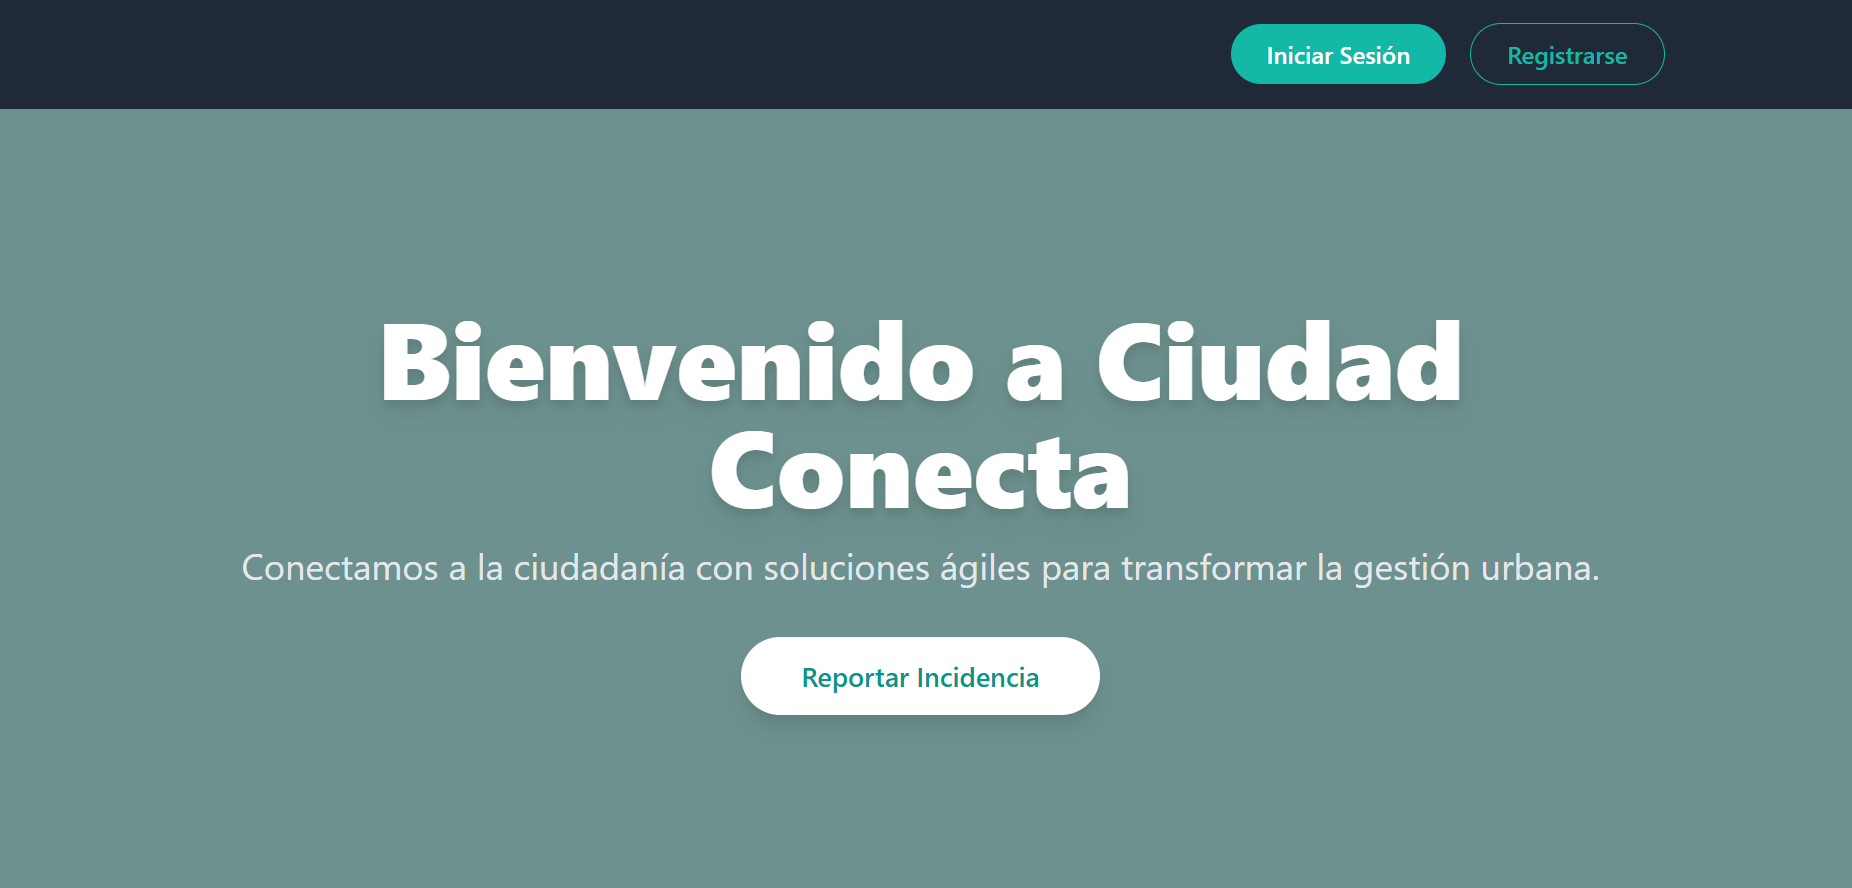 Iniciar Sesión
Registrarse
Bienvenido a Ciudad
Conecta
Conectamos a la ciudadanía con soluciones ágiles para transformar la gestión urbana.
Reportar Incidencia